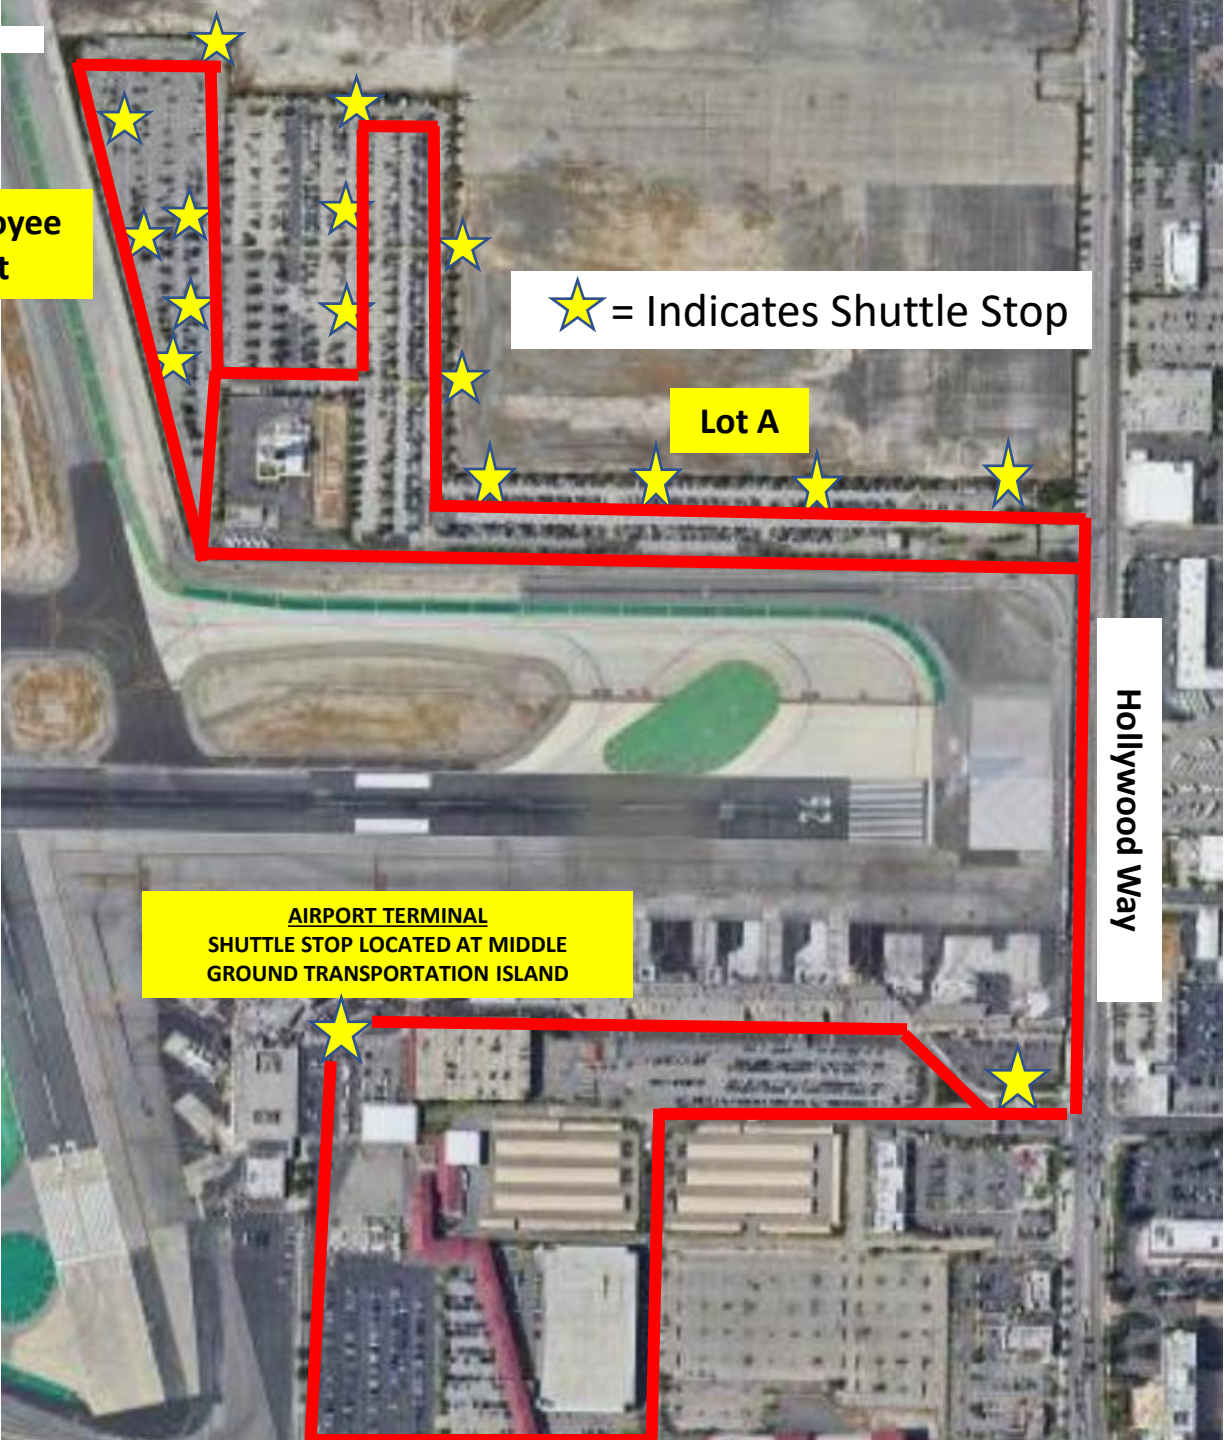 oyee
t
= Indicates Shuttle Stop
Lot A
Hollywood Way
AIRPORT TERMINAL
SHUTTLE STOP LOCATED AT MIDDLE
GROUND TRANSPORTATION ISLAND